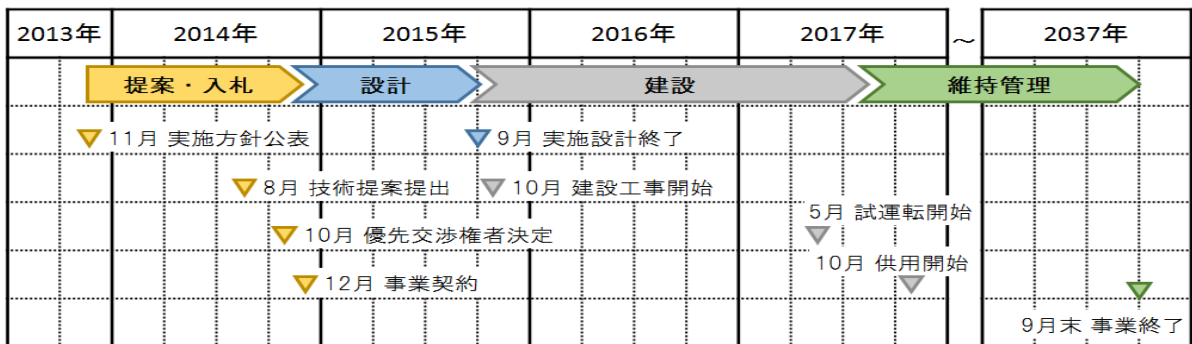 2013年
2014年
2015年
2016年
2017年
～
2037年
提案・入札
設計
建設
維持管理
11月 実施方針公表
9月 実施設計終了
8月 技術提案提出
10月 建設工事開始
5月 試運転開始
10月 優先交渉権者決定
10月 供用開始
12月 事業契約
9月末 事業終了